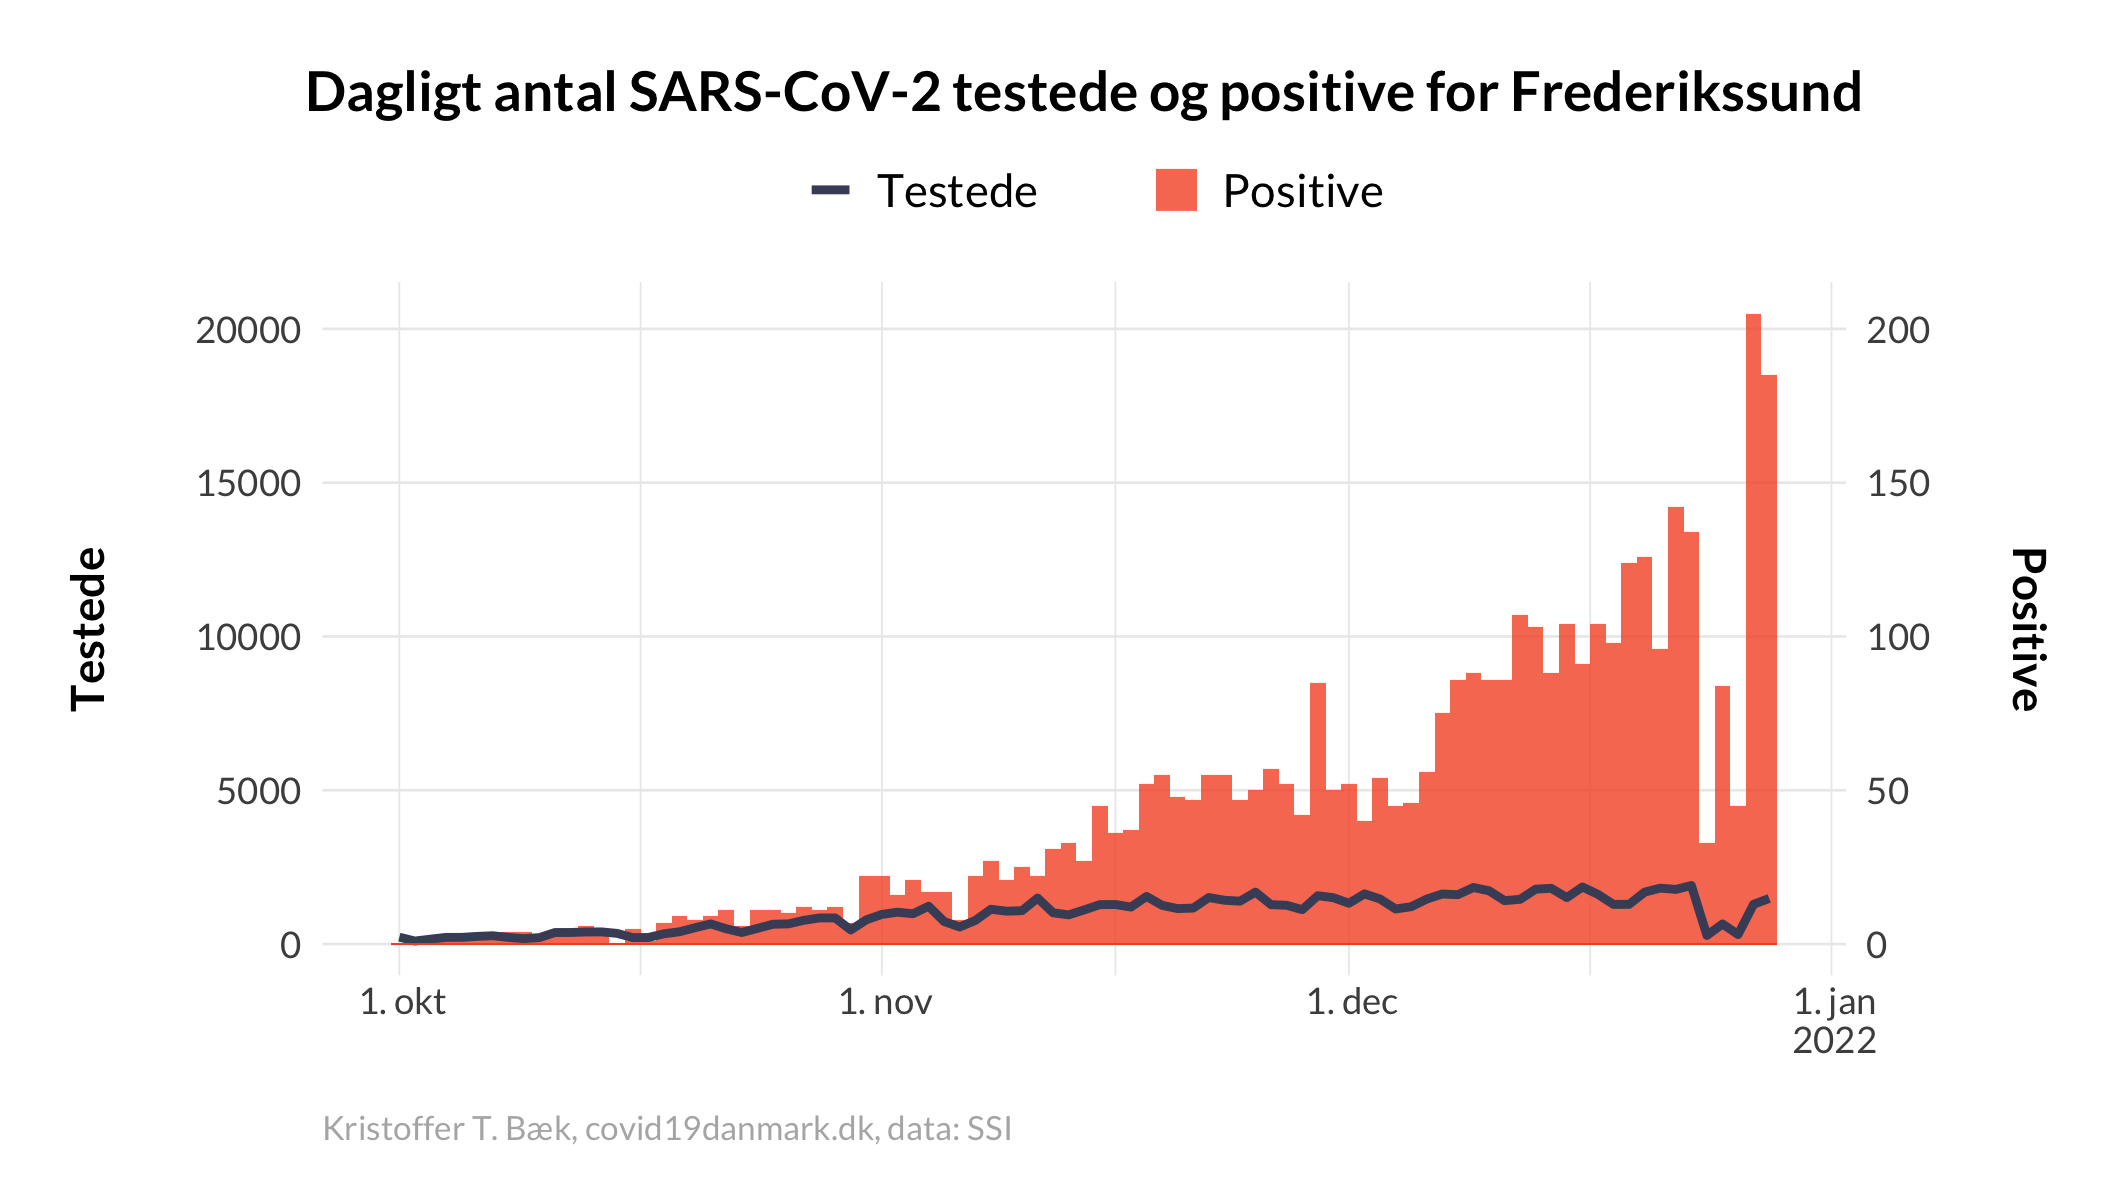 Dagligt antal SARS-CoV-2 testede og positive for Frederikssund
Testede
Positive
20000
15000
10000
5000
0
Testede
200
150
100
50
0
Positive
1. okt
1. nov
1. dec
1. jan
2022
Kristoffer T. Bæk, covid19danmark.dk, data: SSI